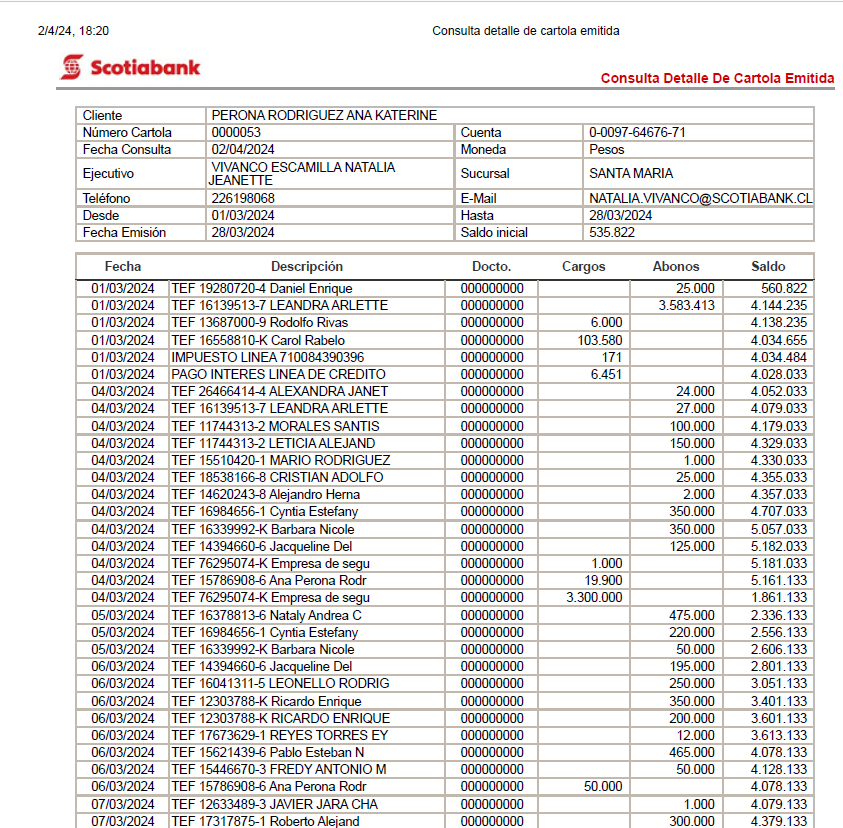 2/4/24, 18:20 Consulta detalle de cartola emitida
Scotiabank
Consulta Detalle De Cartola Emitida
Cliente PERONA RODRIGUEZ ANA KATERINE
Número Cartola 0000053 Cuenta 0-0097-64676-71
Fecha Consulta 02/04/2024 Moneda Pesos
Ejecutivo VIVANCO ESCAMILLA NATALIA JEANETTE Sucursal SANTA MARIA
Teléfono 226198068 E-Mail NATALIA.VIVANCO@SCOTIABANK.CL
Desde 01/03/2024 Hasta 28/03/2024
Fecha Emisión 28/03/2024 Saldo inicial 535.822
Fecha Descripción Docto. Cargos Abonos Saldo
01/03/2024 TEF 19280720-4 Daniel Enrique 000000000 25.000 560.822
01/03/2024 TEF 16139513-7 LEANDRA ARLETTE 000000000 3.583.413 4.144.235
01/03/2024 TEF 13687000-9 Rodolfo Rivas 000000000 6.000 4.138.235
01/03/2024 TEF 16558810-K Carol Rabelo 000000000 103.580 4.034.655
01/03/2024 IMPUESTO LINEA 710084390396 000000000 171 4.034.484
01/03/2024 PAGO INTERES LINEA DE CREDITO 000000000 6.451 4.028.033
04/03/2024 TEF 26466414-4 ALEXANDRA JANET 000000000 24.000 4.052.033
04/03/2024 TEF 16139513-7 LEANDRA ARLETTE 000000000 27.000 4.079.033
04/03/2024 TEF 11744313-2 MORALES SANTIS 000000000 100.000 4.179.033
04/03/2024 TEF 11744313-2 LETICIA ALEJAND 000000000 150.000 4.329.033
04/03/2024 TEF 15510420-1 MARIO RODRIGUEZ 000000000 1.000 4.330.033
04/03/2024 TEF 18538166-8 CRISTIAN ADOLFO 000000000 25.000 4.355.033
04/03/2024 TEF 14620243-8 Alejandro Herna 000000000 2.000 4.357.033
04/03/2024 TEF 16984656-1 Cyntia Estefany 000000000 350.000 4.707.033
04/03/2024 TEF 16339992-K Barbara Nicole 000000000 350.000 5.057.033
04/03/2024 TEF 14394660-6 Jacqueline Del 000000000 125.000 5.182.033
04/03/2024 TEF 76295074-K Empresa de segu 000000000 1.000 5.181.033
04/03/2024 TEF 15786908-6 Ana Perona Rodr 000000000 19.900 5.161.133
04/03/2024 TEF 76295074-K Empresa de segu 000000000 3.300.000 1.861.133
05/03/2024 TEF 16378813-6 Nataly Andrea C 000000000 475.000 2.336.133
05/03/2024 TEF 16984656-1 Cyntia Estefany 000000000 220.000 2.556.133
05/03/2024 TEF 16339992-K Barbara Nicole 000000000 50.000 2.606.133
06/03/2024 TEF 14394660-6 Jacqueline Del 000000000 195.000 2.801.133
06/03/2024 TEF 16041311-5 LEONELLO RODRIG 000000000 250.000 3.051.133
06/03/2024 TEF 12303788-K Ricardo Enrique 000000000 350.000 3.401.133
06/03/2024 TEF 12303788-K RICARDO ENRIQUE 000000000 200.000 3.601.133
06/03/2024 TEF 17673629-1 REYES TORRES EY 000000000 12.000 3.613.133
06/03/2024 TEF 15621439-6 Pablo Esteban N 000000000 465.000 4.078.133
06/03/2024 TEF 15446670-3 FREDY ANTONIO M 000000000 50.000 4.128.133
06/03/2024 TEF 15786908-6 Ana Perona Rodr 000000000 50.000 4.078.133
07/03/2024 TEF 12633489-3 JAVIER JARA CHA 000000000 1.000 4.079.133
07/03/2024 TEF 17317875-1 Roberto Alejand 000000000 300.000 4.379.133